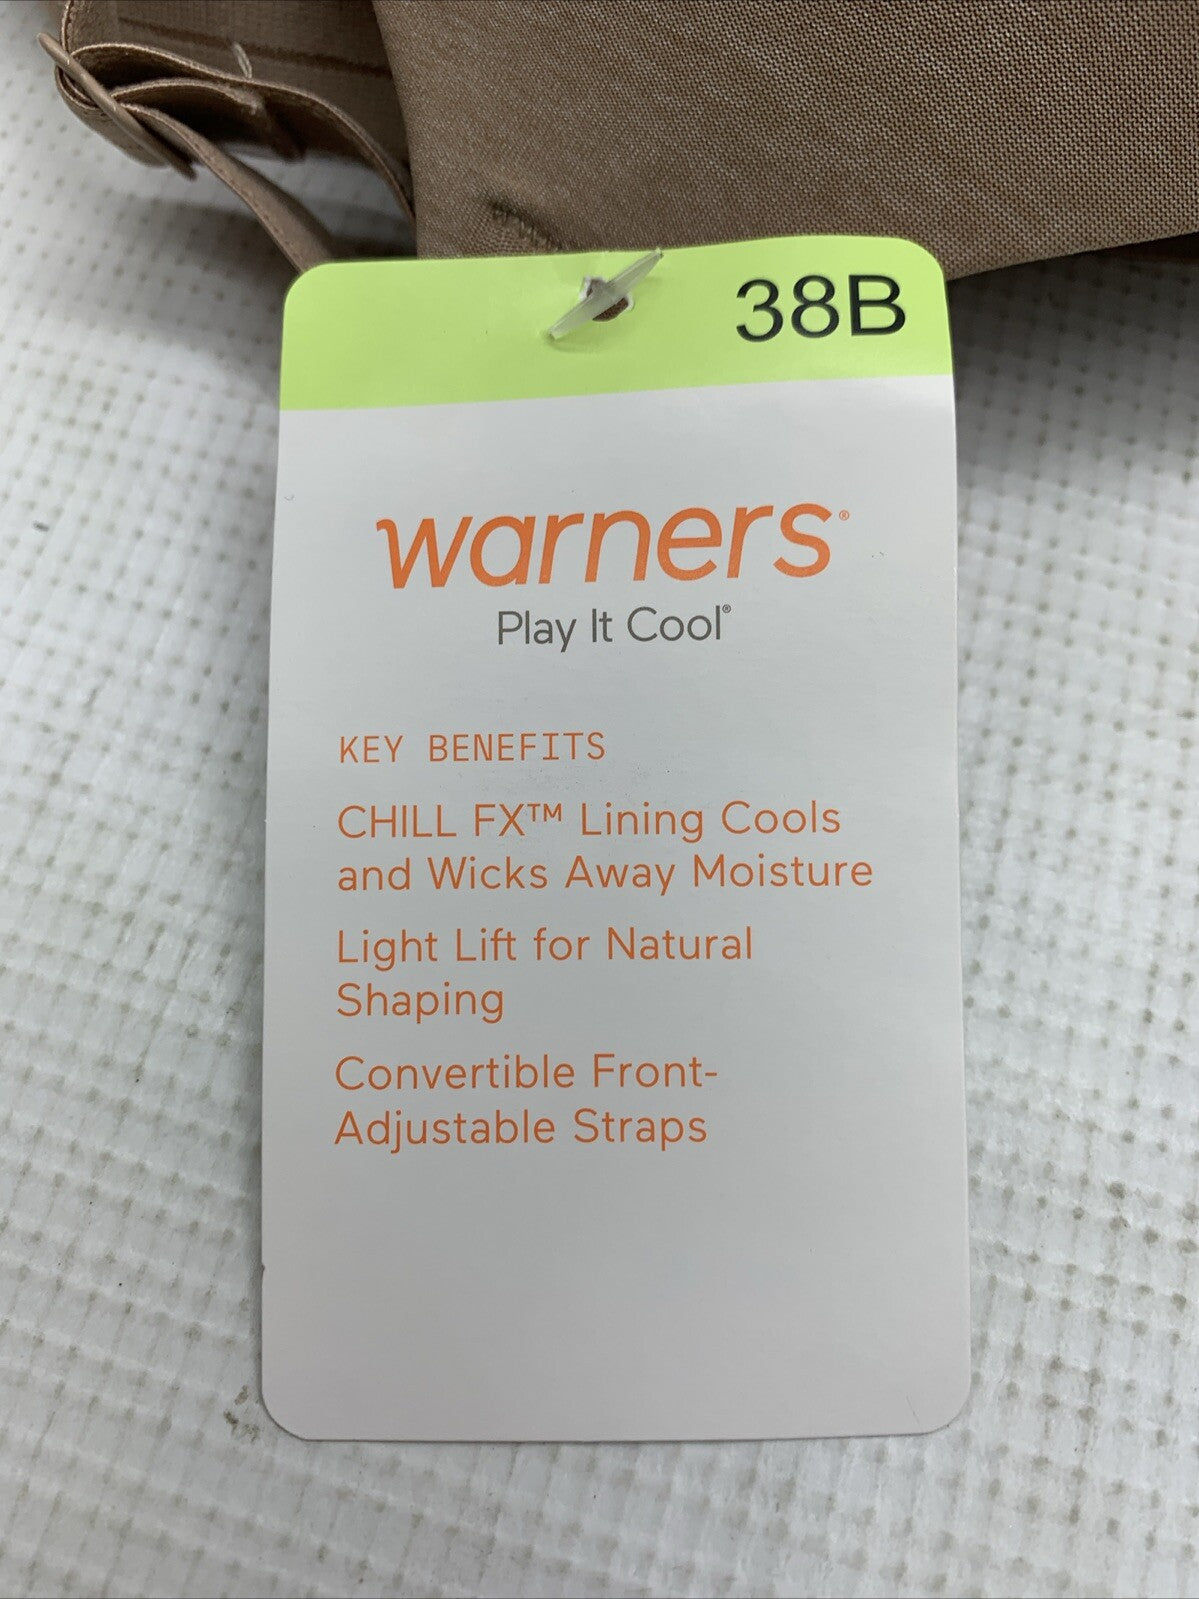 38B
warners®
Play It Cool®
KEY BENEFITS
CHILL FX™ Lining Cools
and Wicks Away Moisture
Light Lift for Natural
Shaping
Convertible Front-
Adjustable Straps